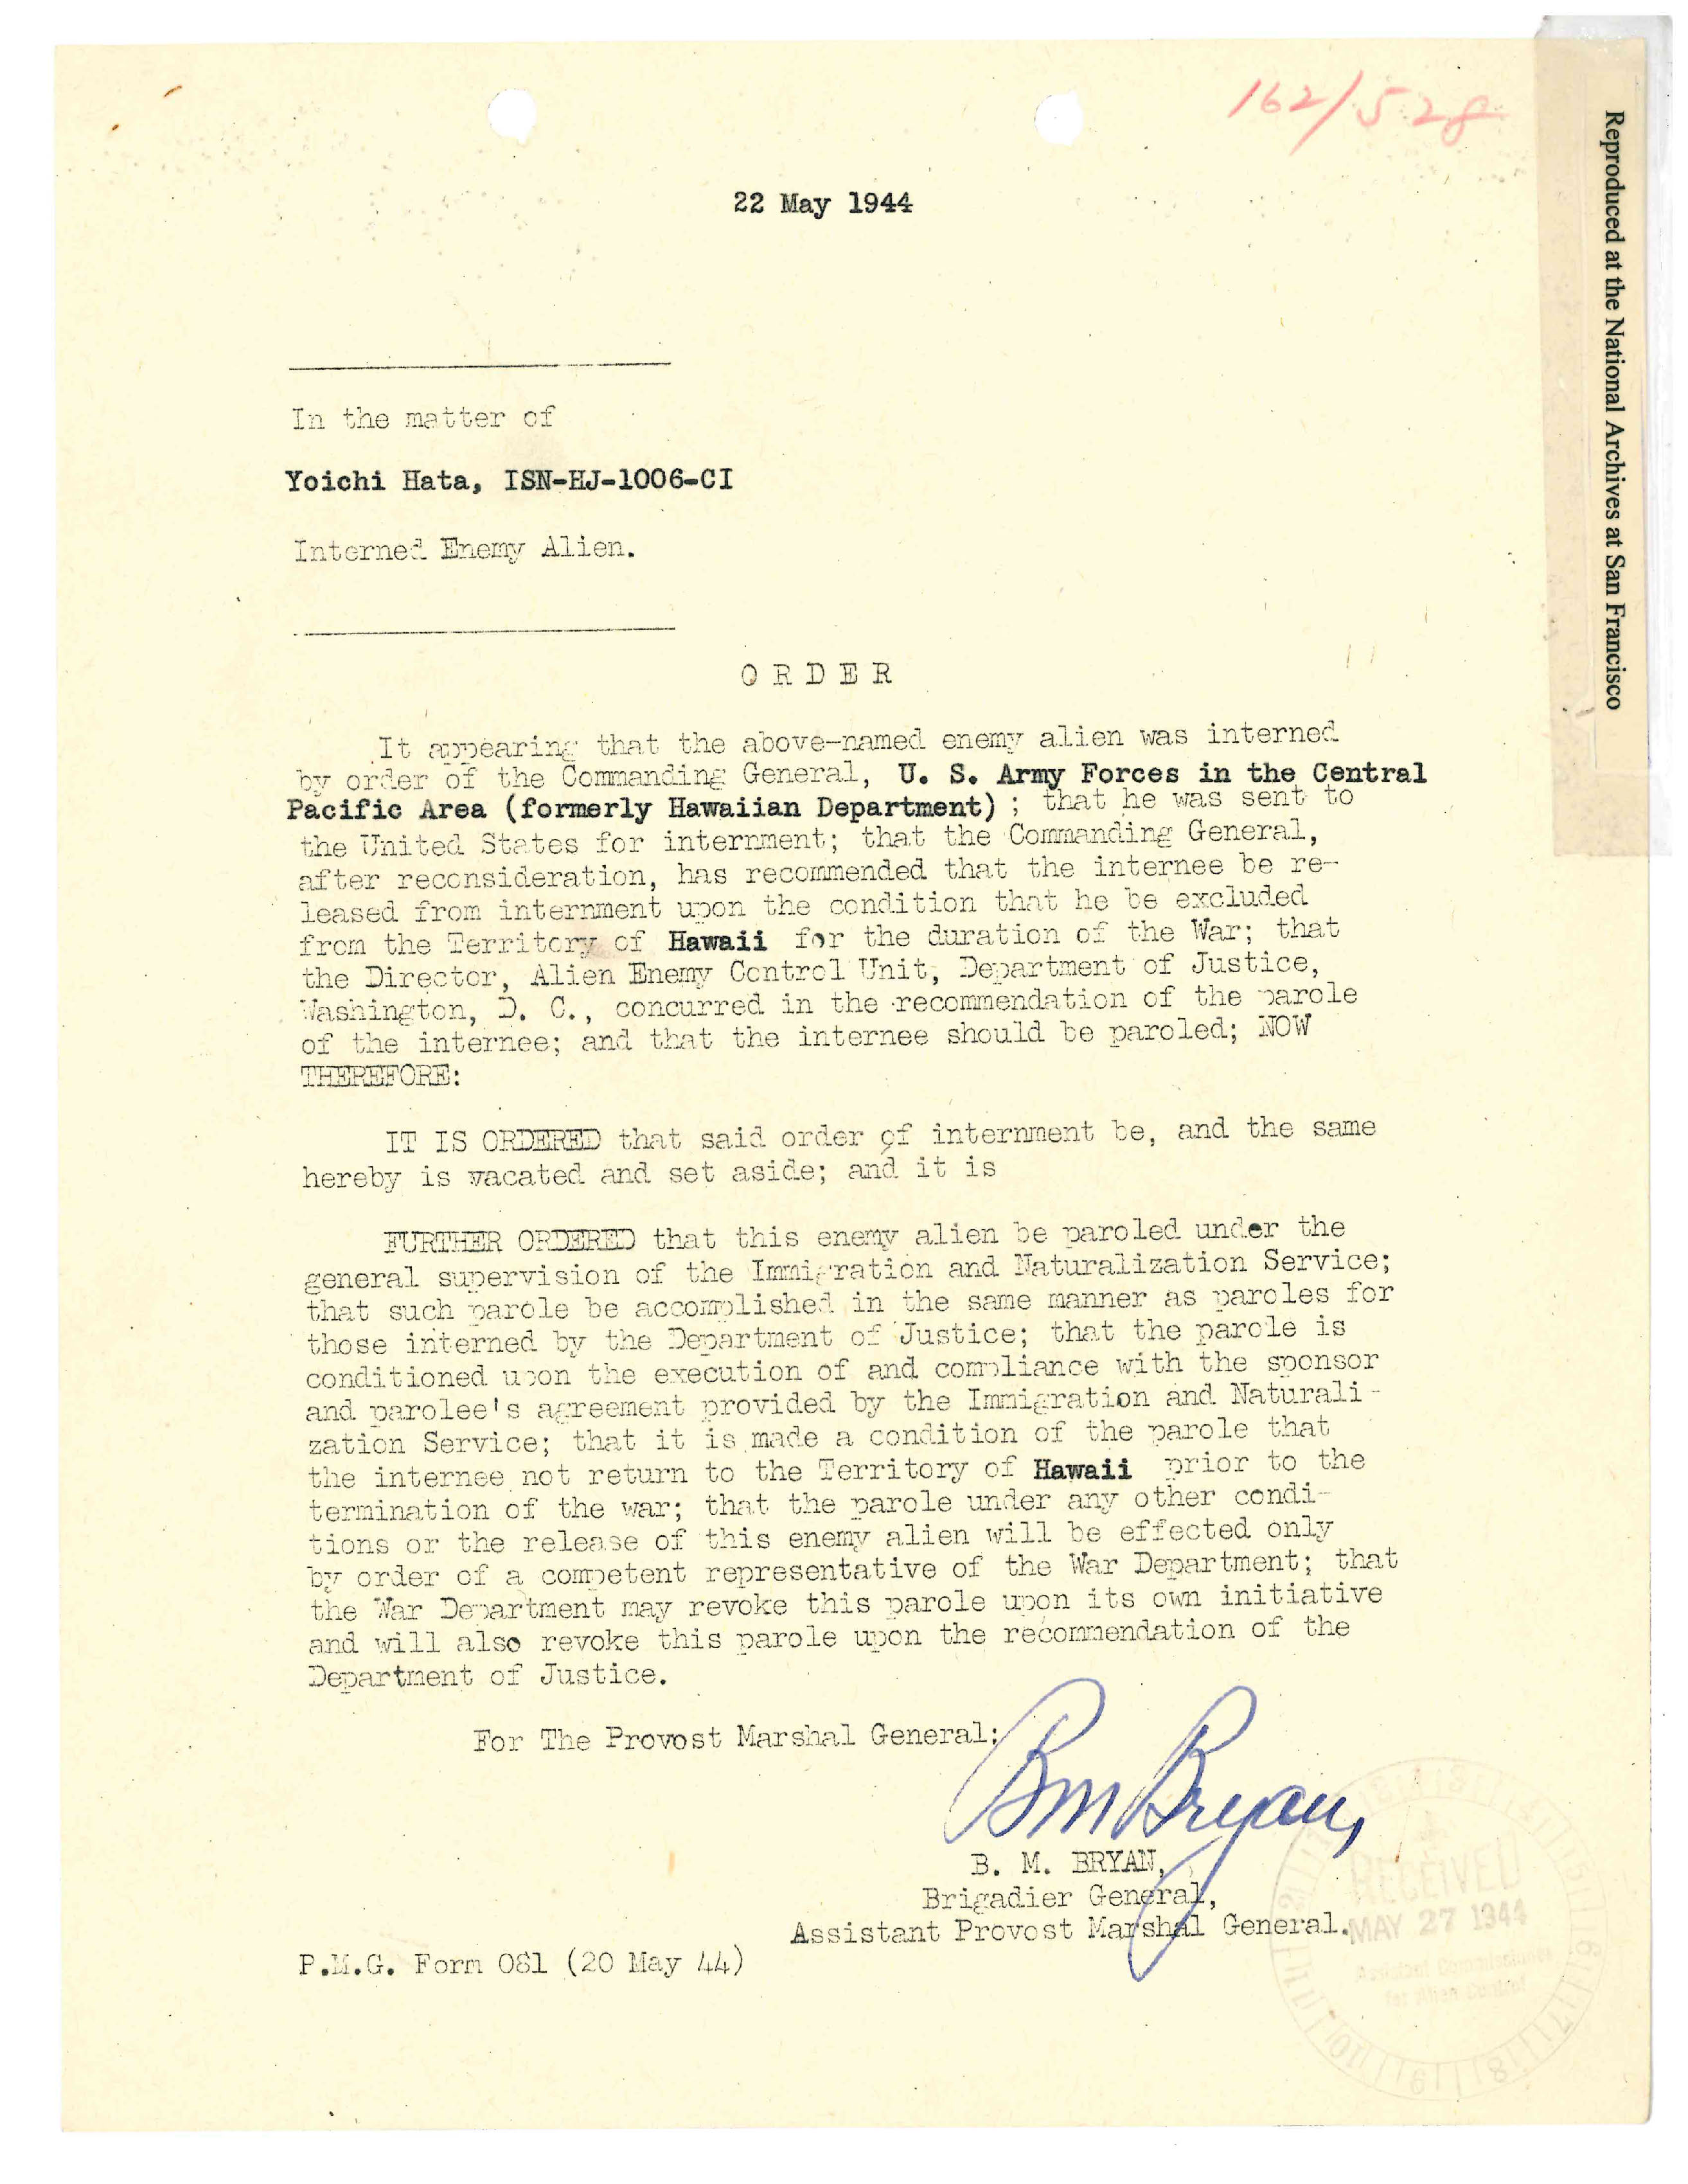 162/528
Reproduced at the National Archives at San Francisco
22 May 1944
In the matter of
Yoichi Hata, ISN-HJ-1006-CI
Interned Enemy Alien.
O R D E R
It appearing that the above-named enemy alien was interned
by order of the Commanding General, U. S. Army Forces in the Central
Pacific Area (formerly Hawaiian Department) ; that he was sent to
the United States for internment; that the Commanding General,
after reconsideration, has recommended that the internee be re-
leased from internment upon the condition that he be excluded
from the Territory of Hawaii for the duration of the War; that
the Director, Alien Enemy Control Unit, Department of Justice,
Washington, D. C., concurred in the recommendation of the parole
of the internee; and that the internee should be paroled; NOW
THEREFORE:
IT IS ORDERED that said order of internment be, and the same
hereby is vacated and set aside; and it is
FURTHER ORDERED that this enemy alien be paroled under the
general supervision of the Immigration and Naturalization Service;
that such parole be accomplished in the same manner as paroles for
those interned by the Department of Justice; that the parole is
conditioned upon the execution of and compliance with the sponsor
and parolee's agreement provided by the Immigration and Naturali-
zation Service; that it is made a condition of the parole that
the internee not return to the Territory of Hawaii prior to the
termination of the war; that the parole under any other condi-
tions or the release of this enemy alien will be effected only
by order of a competent representative of the War Department; that
the War Department may revoke this parole upon its own initiative
and will also revoke this parole upon the recommendation of the
Department of Justice.
For The Provost Marshal General:
BM Bryan,
B. M. BRYAN,
Brigadier General,
Assistant Provost Marshal General.
RECEIVED
MAY 27 1944
Assistant Commissioner
for Alien Control
P.M.G. Form 081 (20 May 44)